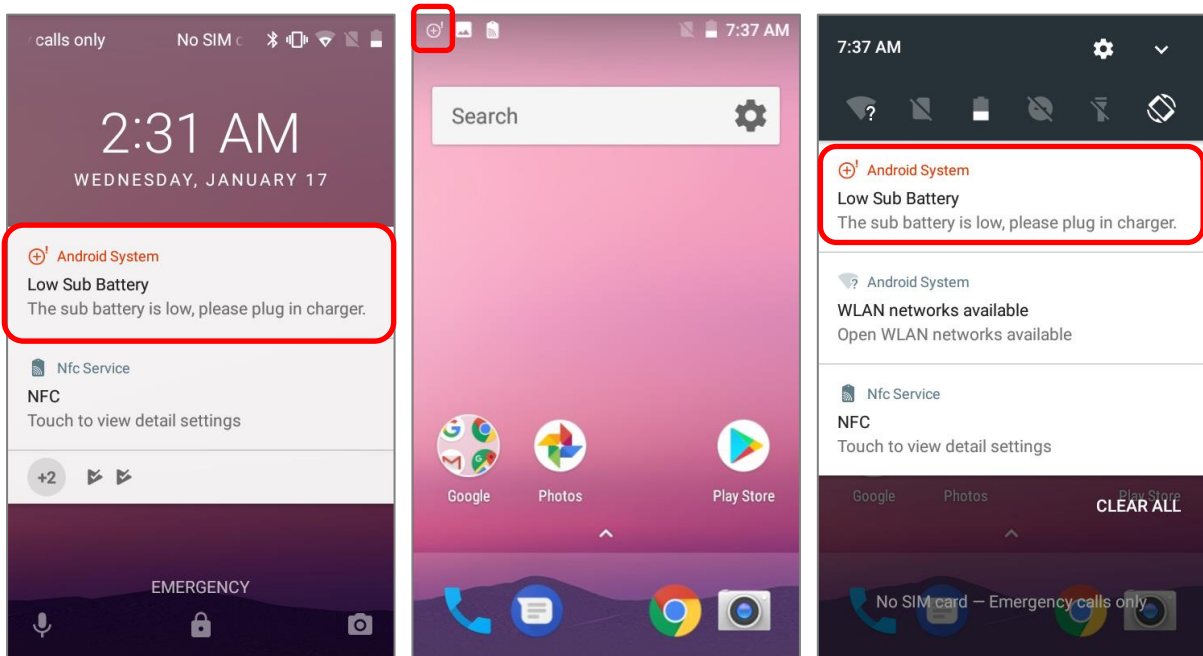 calls only No SIM c
2:31 AM
WEDNESDAY, JANUARY 17
Android System
Low Sub Battery
The sub battery is low, please plug in charger.
Nfc Service
NFC
Touch to view detail settings
+2
EMERGENCY
7:37 AM
Search
Google Photos Play Store
7:37 AM
Android System
Low Sub Battery
The sub battery is low, please plug in charger.
Android System
WLAN networks available
Open WLAN networks available
Nfc Service
NFC
Touch to view detail settings
Google Photos Play Store
CLEAR ALL
No SIM card — Emergency calls only